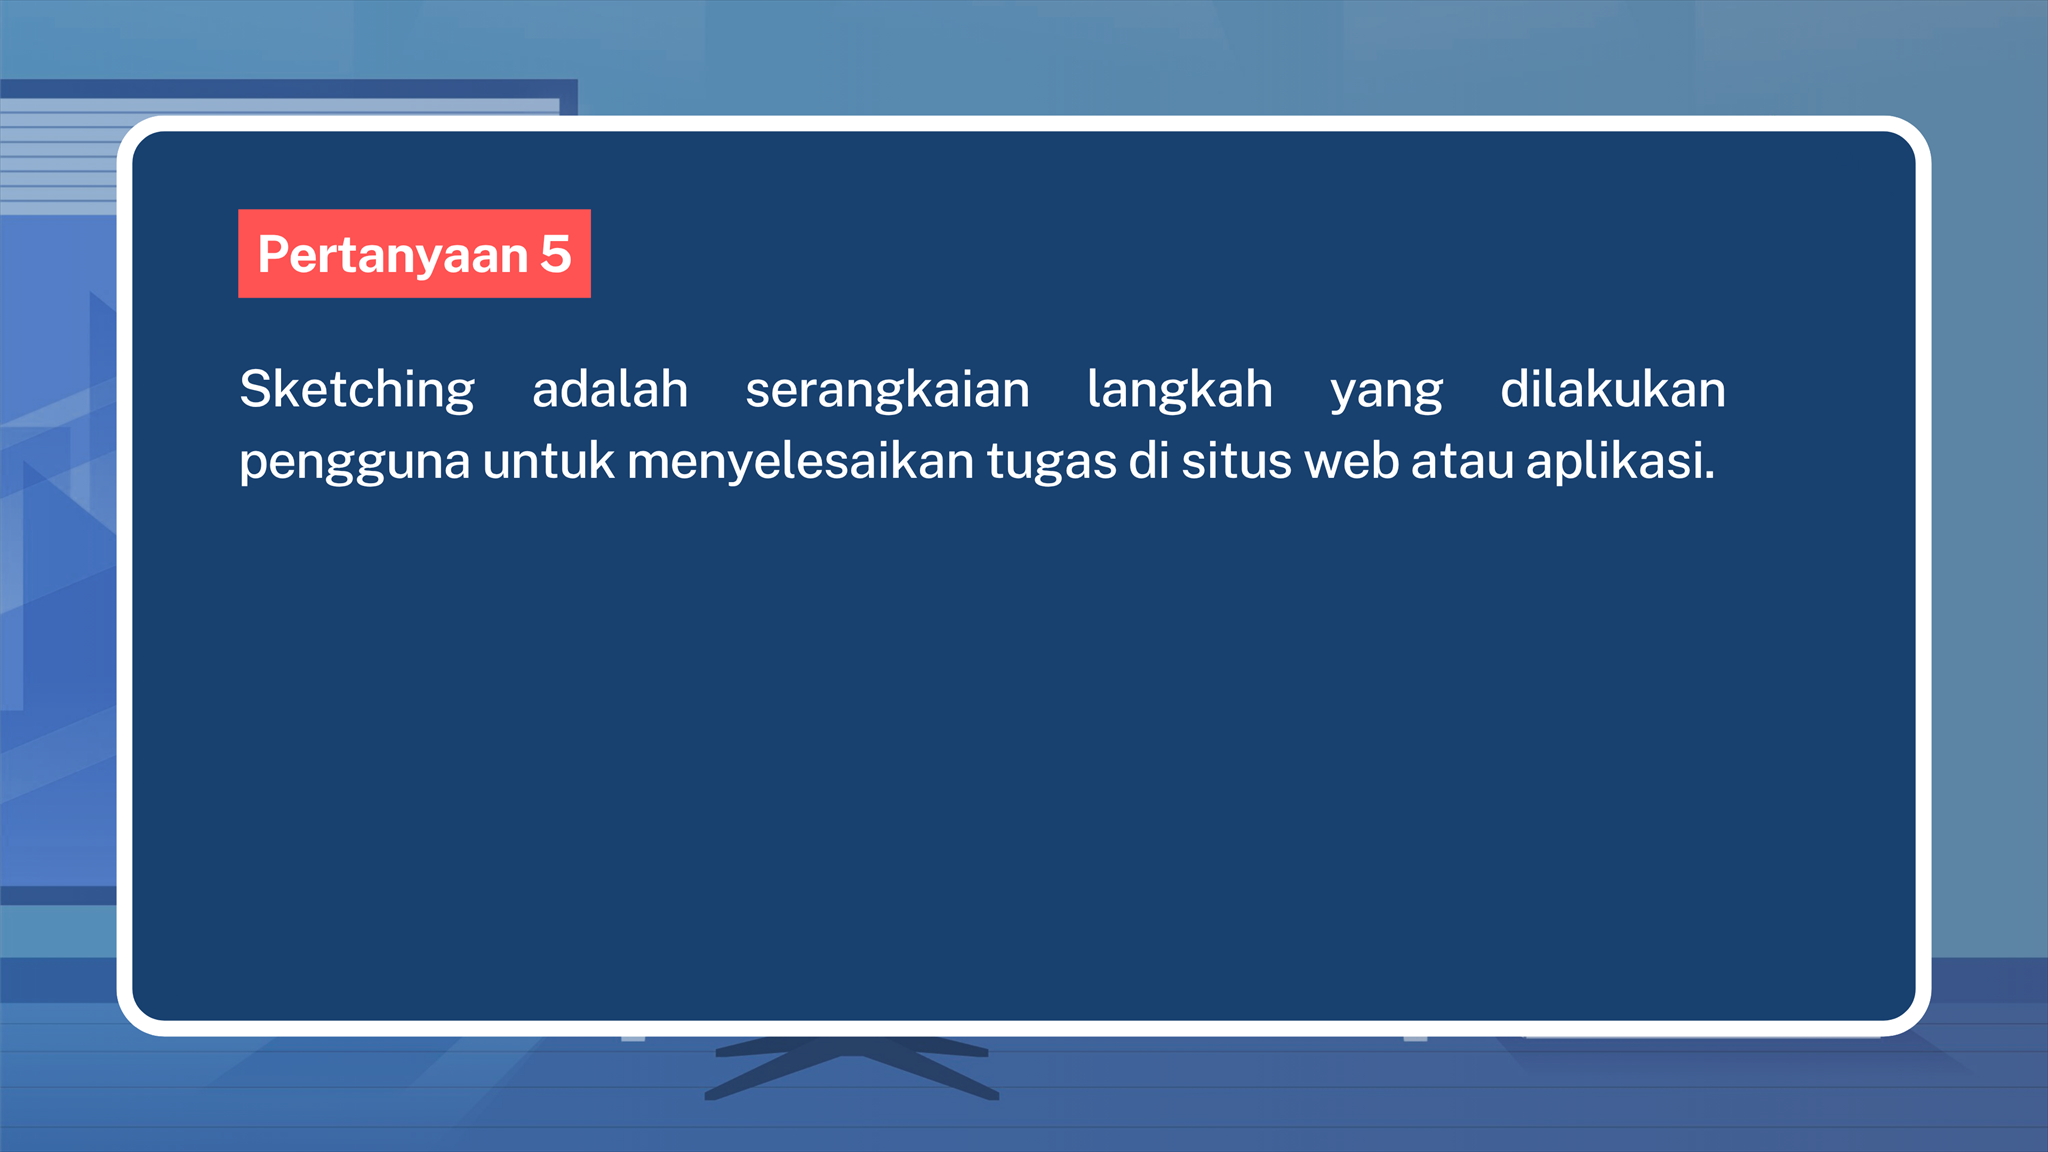 Pertanyaan 5
Sketching adalah serangkaian langkah yang dilakukan
pengguna untuk menyelesaikan tugas di situs web atau aplikasi.